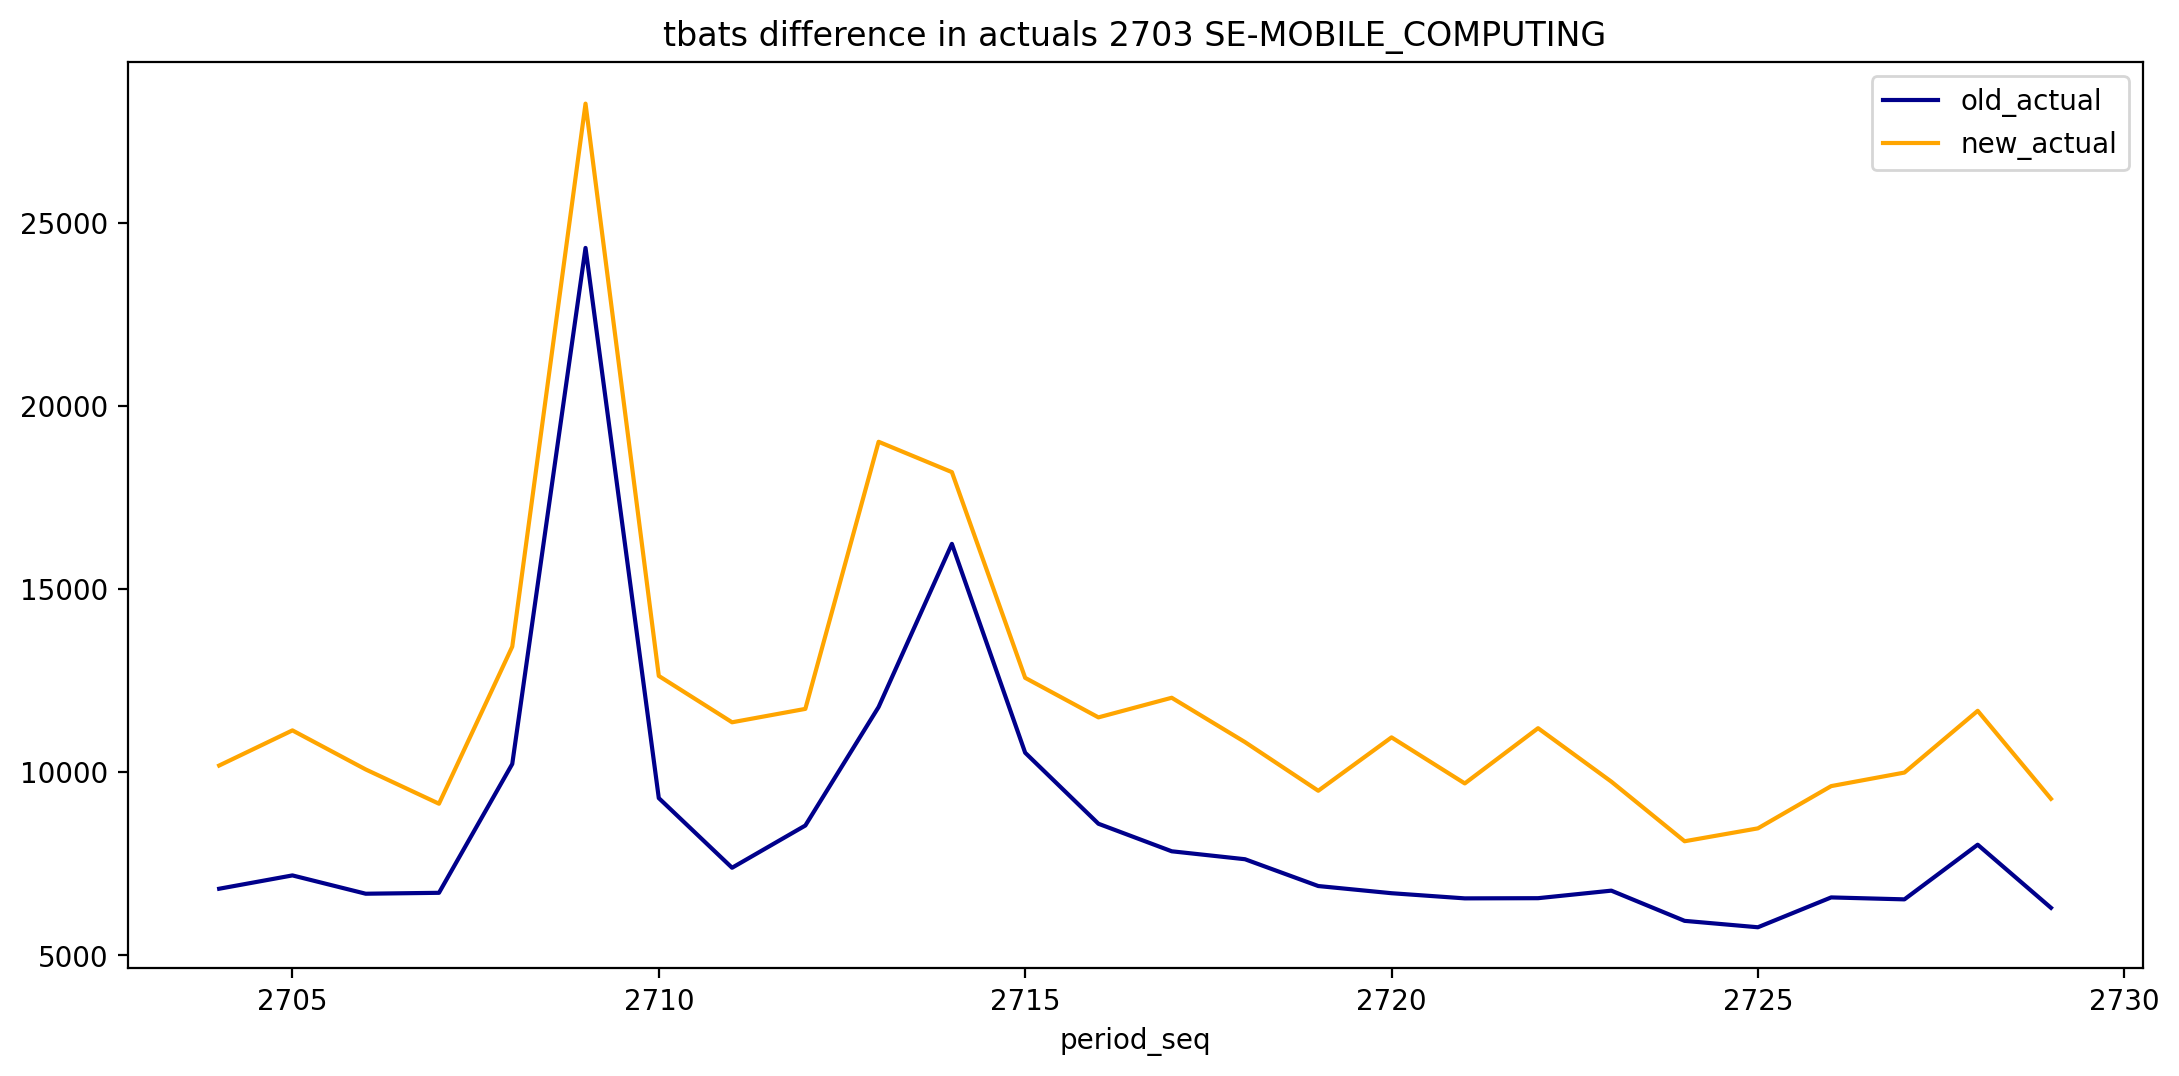 tbats difference in actuals 2703 SE-MOBILE_COMPUTING
old_actual
new_actual
25000
20000
15000
10000
5000
2705 2710 2715 2720 2725 2730
period_seq